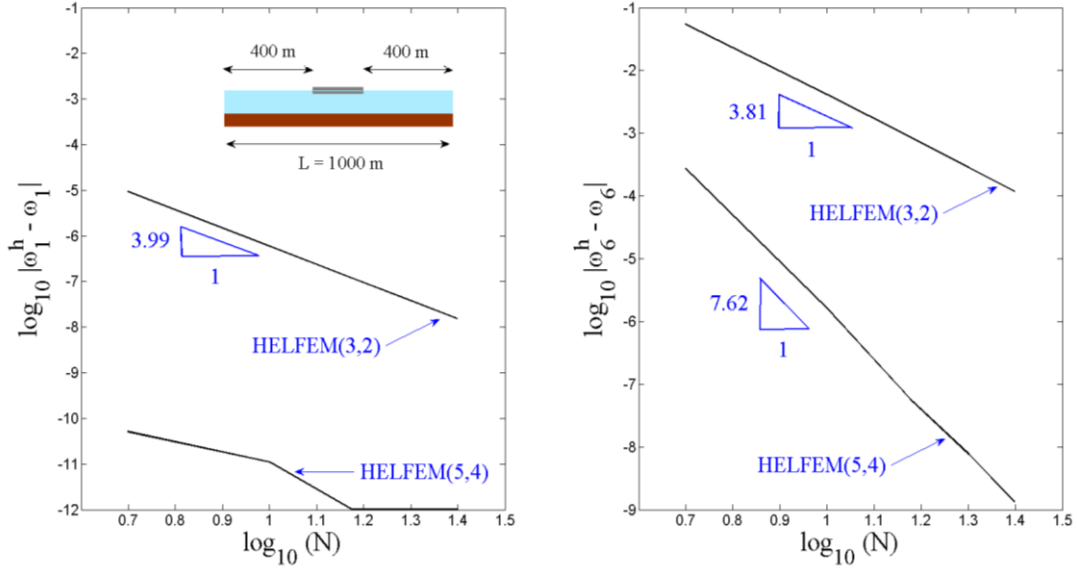 -1
-2
-3
-4
-5
-6
-7
-8
-9
-10
-11
-12
0.7 0.8 0.9 1 1.1 1.2 1.3 1.4 1.5
log10 (N)
log10 |ω1^h - ω1|
400 m 400 m
L = 1000 m
3.99
1
HELFEM(3,2)
HELFEM(5,4)
-1
-2
-3
-4
-5
-6
-7
-8
-9
0.7 0.8 0.9 1 1.1 1.2 1.3 1.4 1.5
log10 (N)
log10 |ω6^h - ω6|
3.81
1
HELFEM(3,2)
7.62
1
HELFEM(5,4)